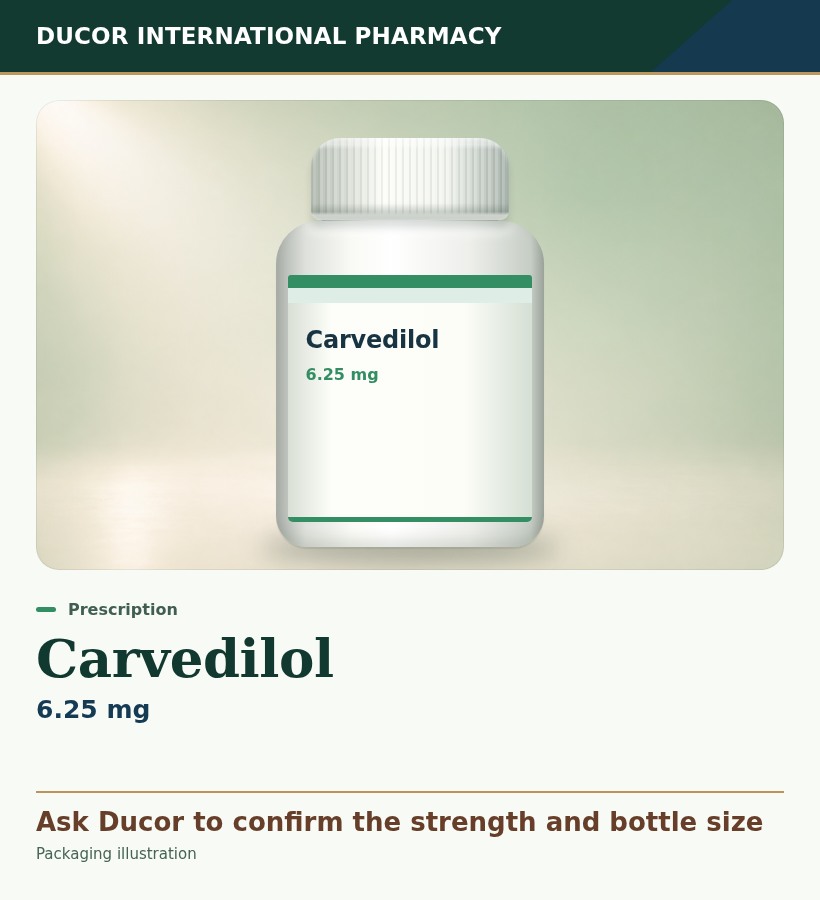 DUCOR INTERNATIONAL PHARMACY
Carvedilol
6.25 mg
Prescription
Carvedilol
6.25 mg
Ask Ducor to confirm the strength and bottle size
Packaging illustration